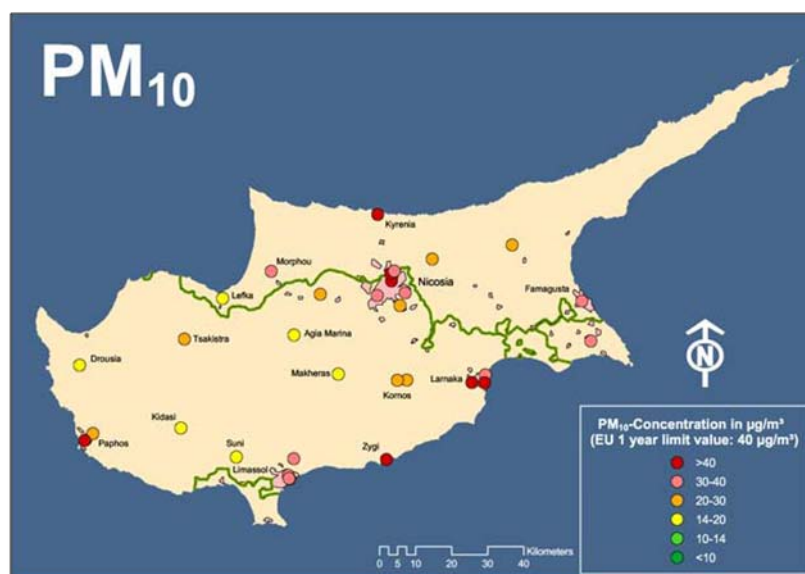 PM₁₀
Kyrenia
Morphou
Nicosia
Lefka
Famagusta
Tsakistra
Agia Marina
Drousia
Makheras
Kornos
Larnaka
N
Kidasi
Paphos
Suni
Zygi
Limassol
PM₁₀-Concentration in µg/m³
(EU 1 year limit value: 40 µg/m³)
>40
30-40
20-30
14-20
10-14
<10
Kilometers
0 5 10 20 30 40